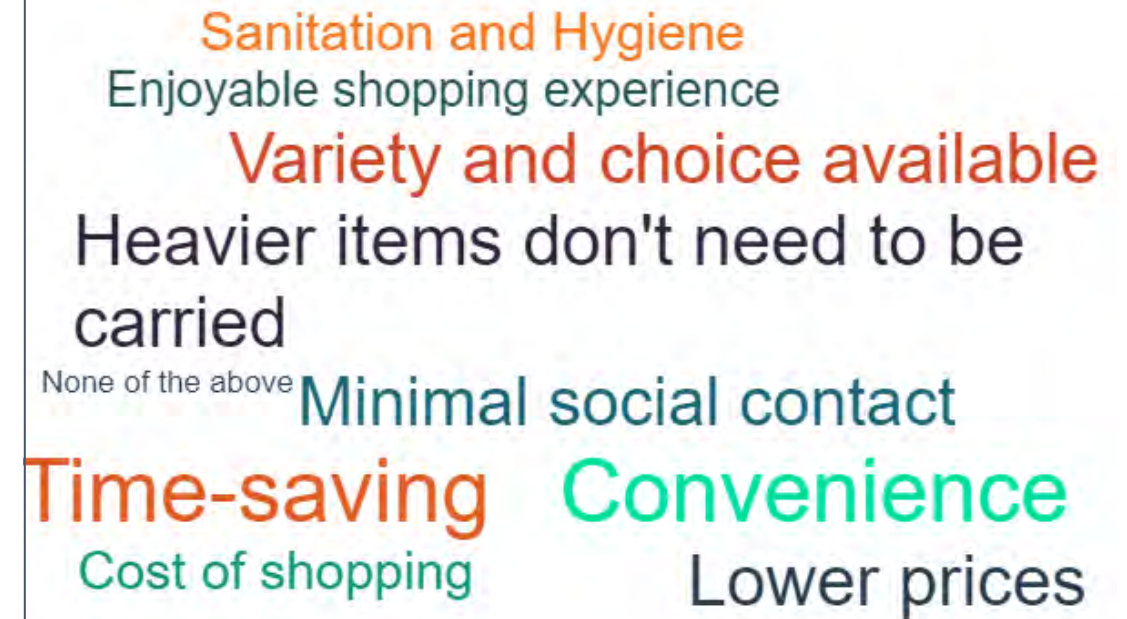 Sanitation and Hygiene
Enjoyable shopping experience
Variety and choice available
Heavier items don't need to be
carried
None of the above
Minimal social contact
Time-saving
Convenience
Cost of shopping
Lower prices